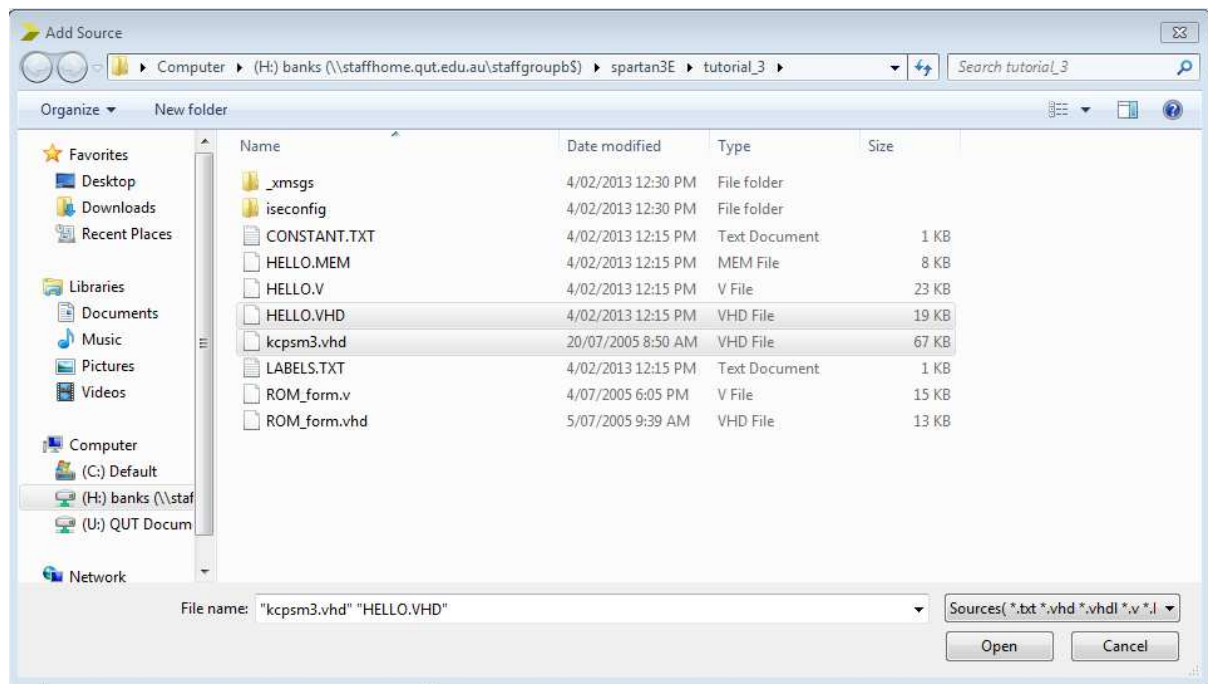 Add Source
Computer (H:) banks (\\staffhome.qut.edu.au\staffgroupb$) spartan3E tutorial_3 Search tutorial_3
Organize New folder
Favorites
Desktop
Downloads
Recent Places
Libraries
Documents
Music
Pictures
Videos
Computer
(C:) Default
(H:) banks (\\staf
(U:) QUT Docum
Network
Name Date modified Type Size
_xmsgs 4/02/2013 12:30 PM File folder
iseconfig 4/02/2013 12:30 PM File folder
CONSTANT.TXT 4/02/2013 12:15 PM Text Document 1 KB
HELLO.MEM 4/02/2013 12:15 PM MEM File 8 KB
HELLO.V 4/02/2013 12:15 PM V File 23 KB
HELLO.VHD 4/02/2013 12:15 PM VHD File 19 KB
kcpsm3.vhd 20/07/2005 8:50 AM VHD File 67 KB
LABELS.TXT 4/02/2013 12:15 PM Text Document 1 KB
ROM_form.v 4/07/2005 6:05 PM V File 15 KB
ROM_form.vhd 5/07/2005 9:39 AM VHD File 13 KB
File name: "kcpsm3.vhd" "HELLO.VHD" Sources( *.txt *.vhd *.vhdl *.v *.l
Open Cancel